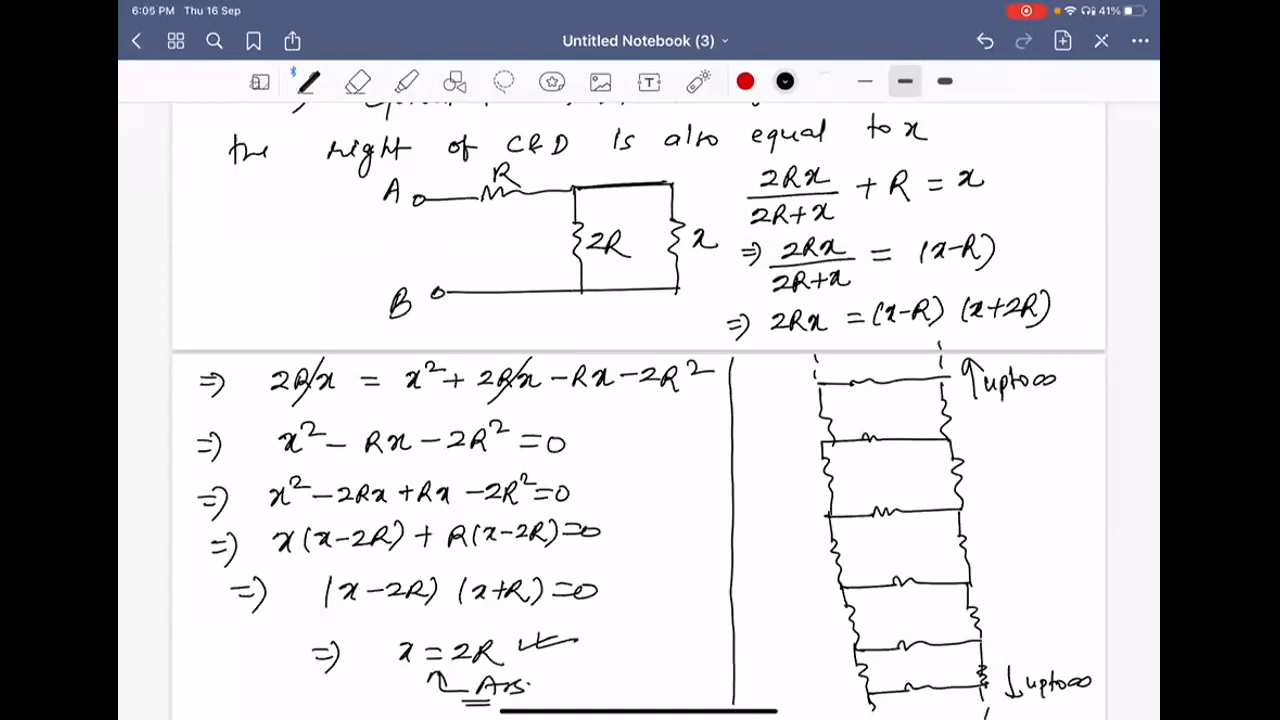 6:05 PM Thu 16 Sep
41%
Untitled Notebook (3)
the right of C&D is also equal to x
A
R
2R
x
B
2Rx/2R+x + R = x
⇒ 2Rx/2R+x = (x-R)
⇒ 2Rx = (x-R) (x+2R)
⇒ 2Rx = x² + 2Rx - Rx - 2R²
⇒ x² - Rx - 2R² = 0
⇒ x² - 2Rx + Rx - 2R² = 0
⇒ x(x-2R) + R(x-2R) = 0
⇒ (x-2R) (x+R) = 0
⇒ x = 2R
Ans.
↑ upto ∞
↓ upto ∞